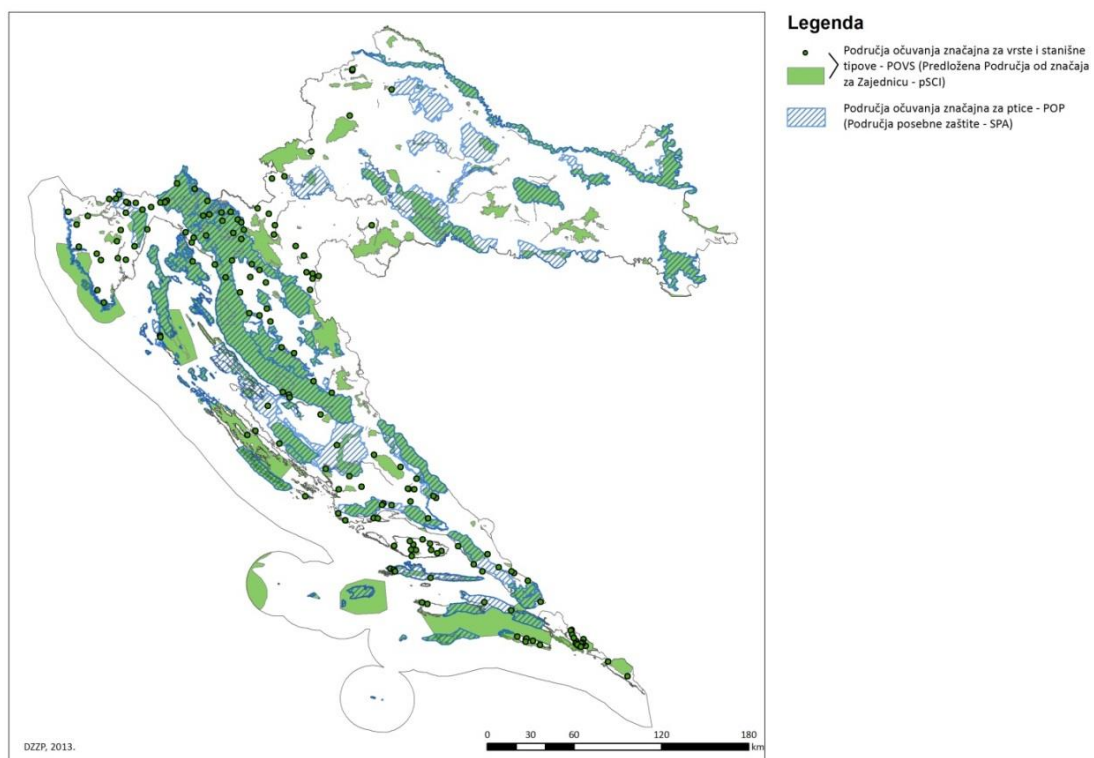 Legenda
Područja očuvanja značajna za vrste i stanišne
tipove - POVS (Predložena Područja od značaja
za Zajednicu - pSCI)
Područja očuvanja značajna za ptice - POP
(Područja posebne zaštite - SPA)
DZZP, 2013.
0 30 60 120 180
km